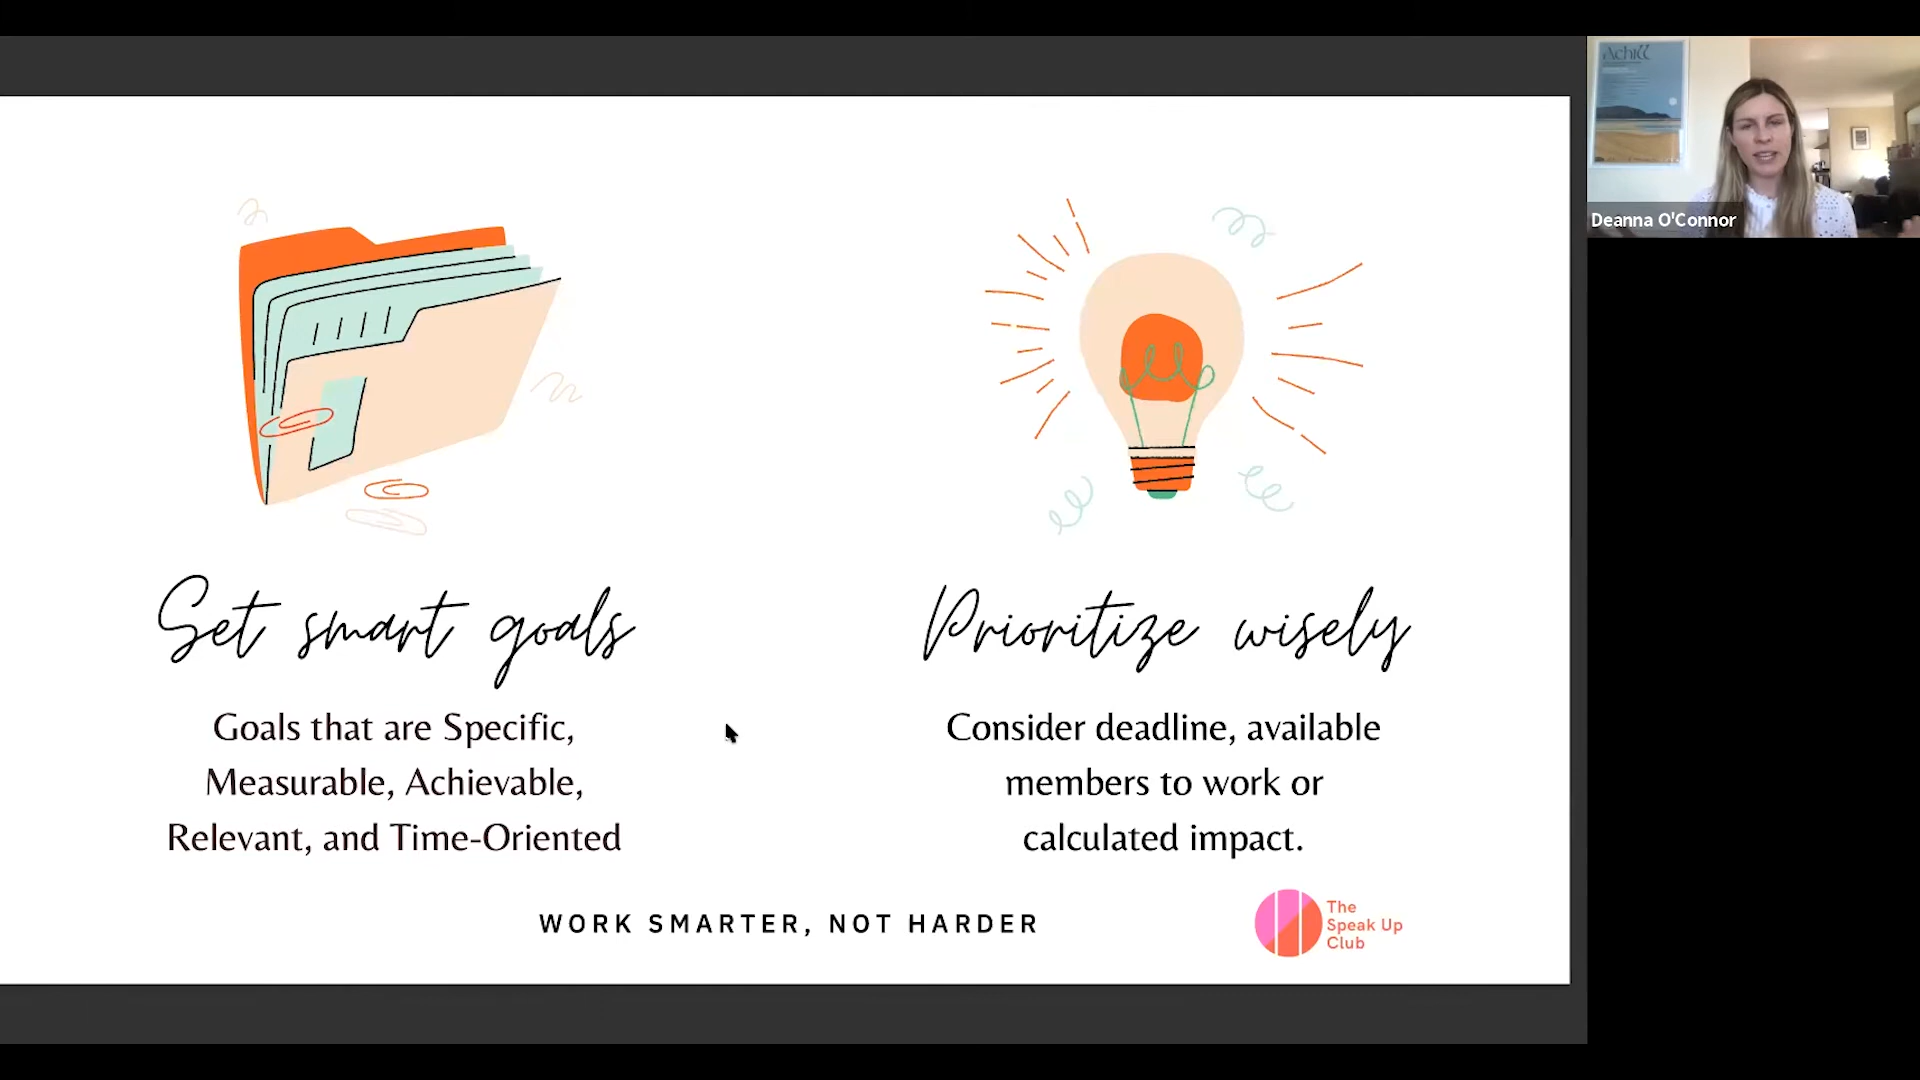 Set smart goals
Goals that are Specific,
Measurable, Achievable,
Relevant, and Time-Oriented
Prioritize wisely
Consider deadline, available
members to work or
calculated impact.
WORK SMARTER, NOT HARDER
The
Speak Up
Club
Achill
Deanna O'Connor